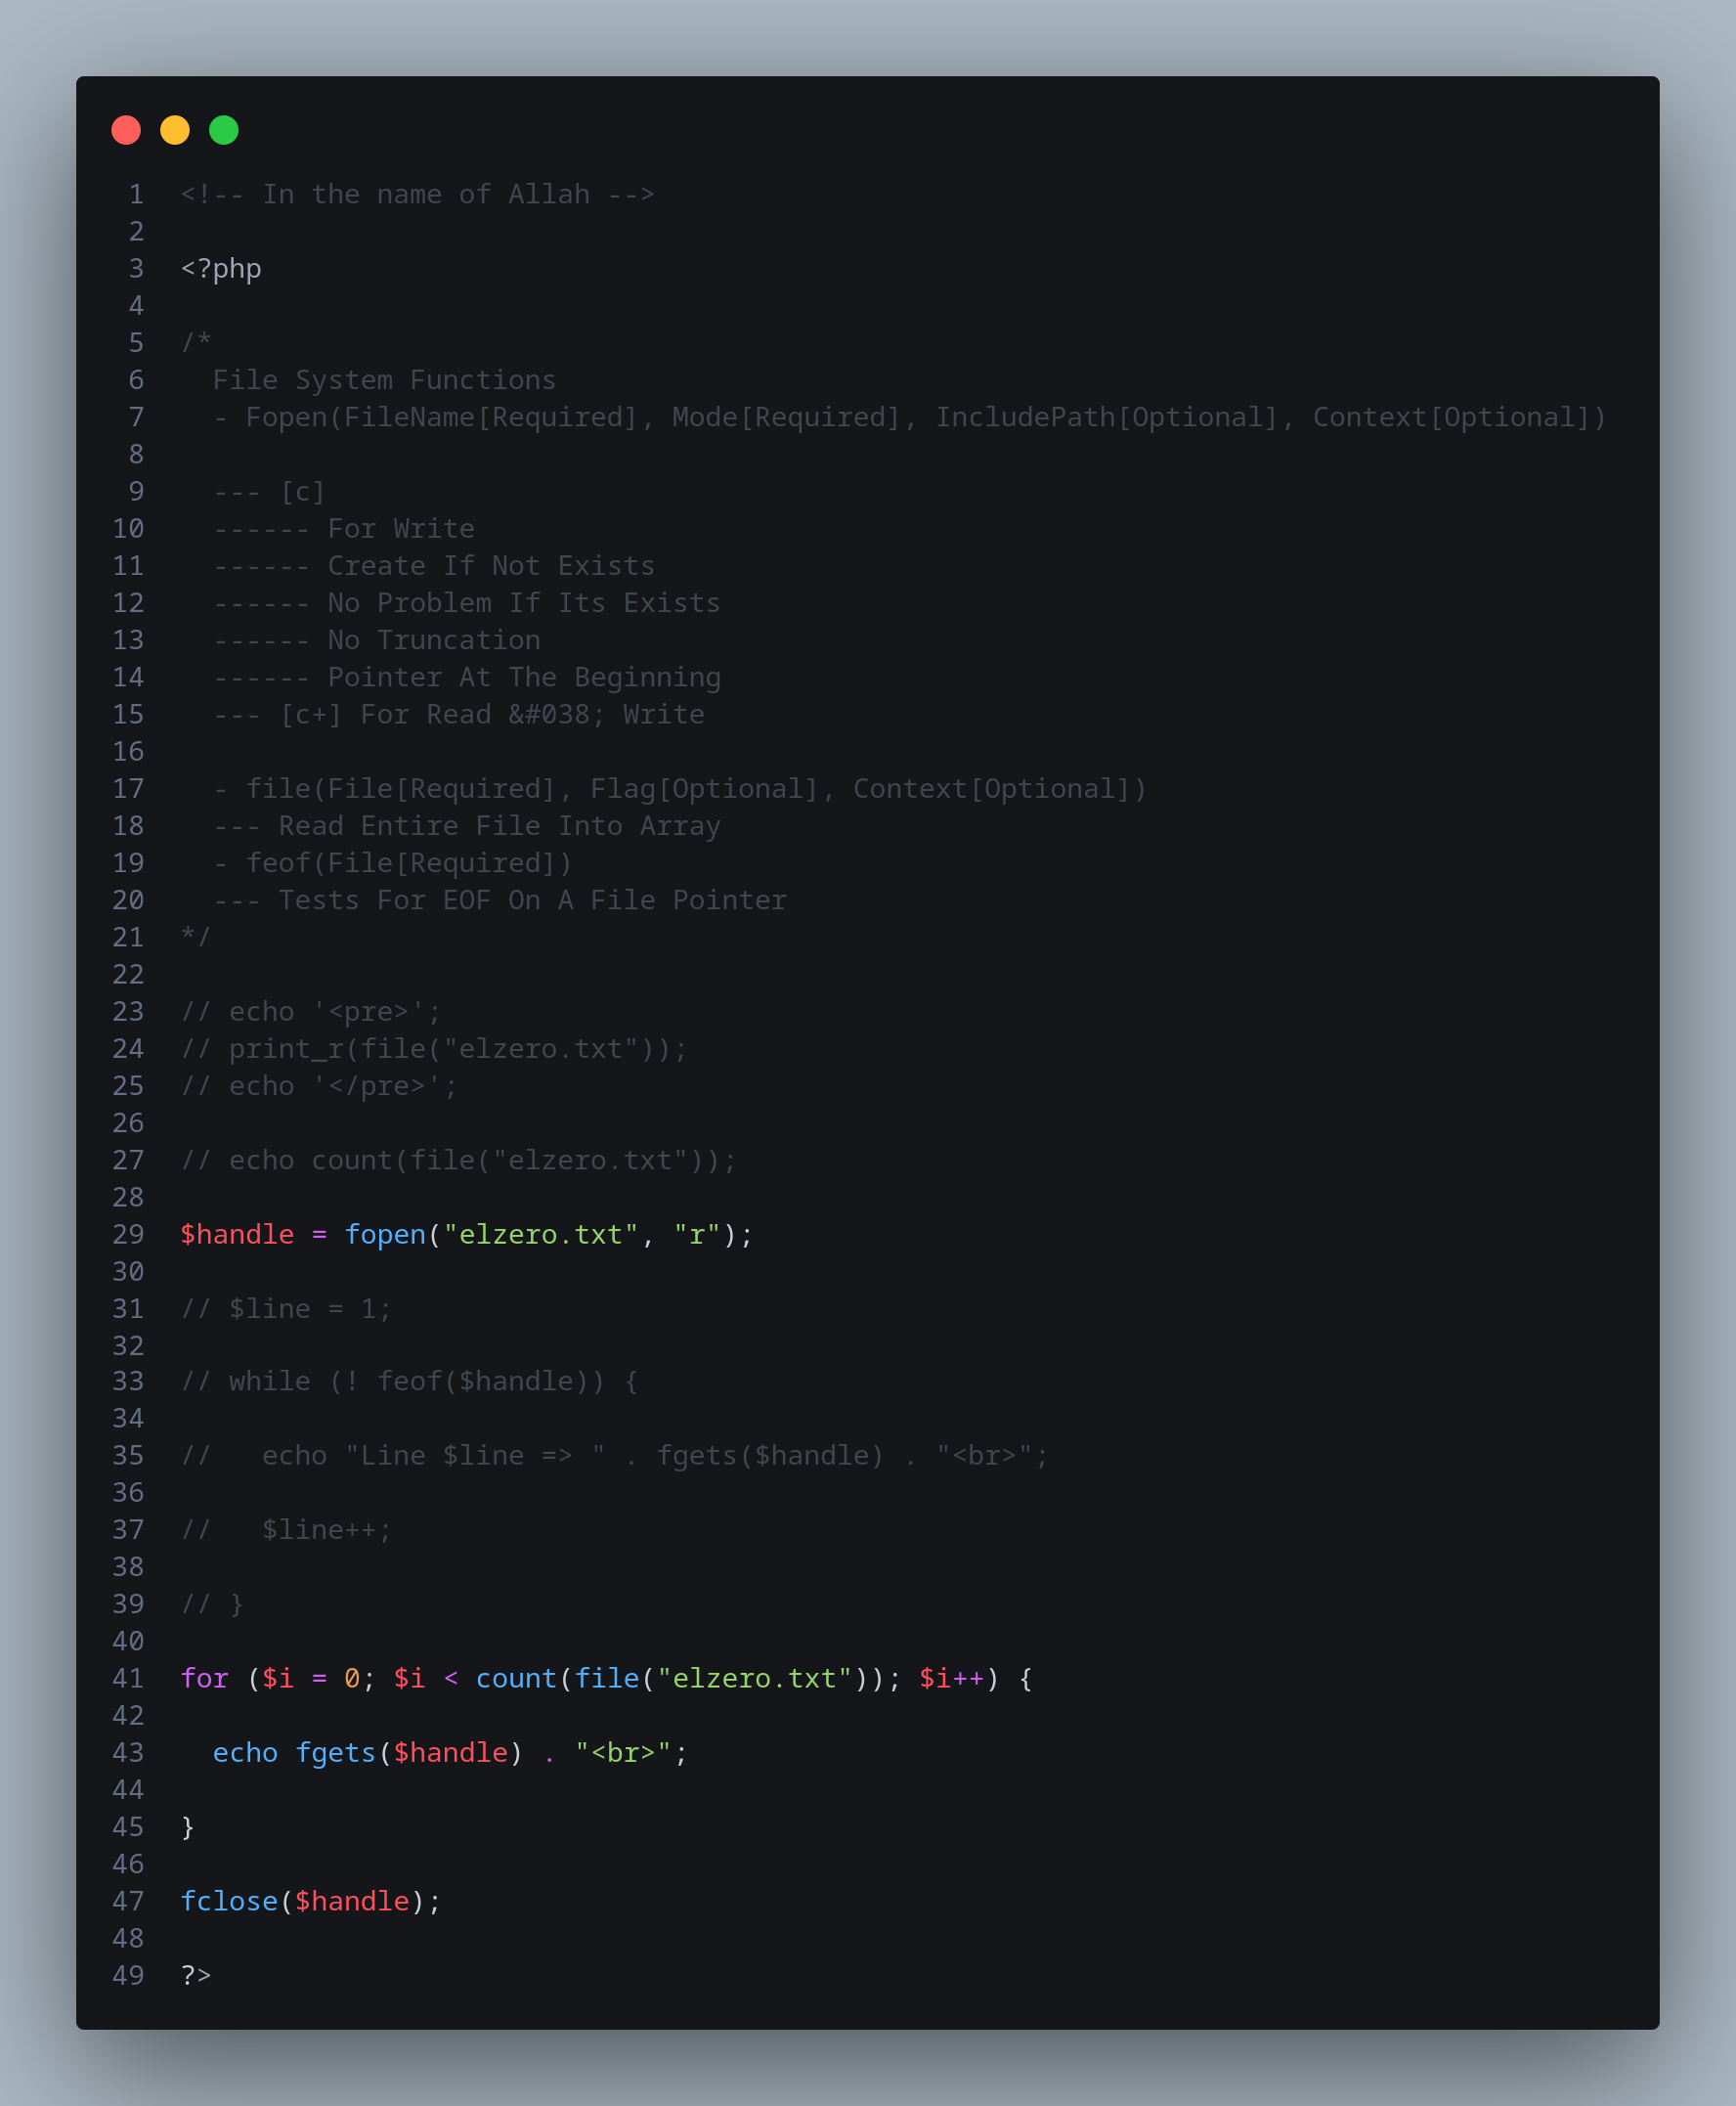 1 <!-- In the name of Allah -->
2
3 <?php
4
5 /*
6   File System Functions
7   - Fopen(FileName[Required], Mode[Required], IncludePath[Optional], Context[Optional])
8
9   --- [c]
10   ------ For Write
11   ------ Create If Not Exists
12   ------ No Problem If Its Exists
13   ------ No Truncation
14   ------ Pointer At The Beginning
15   --- [c+] For Read &#038; Write
16
17   - file(File[Required], Flag[Optional], Context[Optional])
18   --- Read Entire File Into Array
19   - feof(File[Required])
20   --- Tests For EOF On A File Pointer
21 */
22
23 // echo '<pre>';
24 // print_r(file("elzero.txt"));
25 // echo '</pre>';
26
27 // echo count(file("elzero.txt"));
28
29 $handle = fopen("elzero.txt", "r");
30
31 // $line = 1;
32
33 // while (! feof($handle)) {
34
35 //   echo "Line $line => " . fgets($handle) . "<br>";
36
37 //   $line++;
38
39 // }
40
41 for ($i = 0; $i < count(file("elzero.txt")); $i++) {
42
43   echo fgets($handle) . "<br>";
44
45 }
46
47 fclose($handle);
48
49 ?>